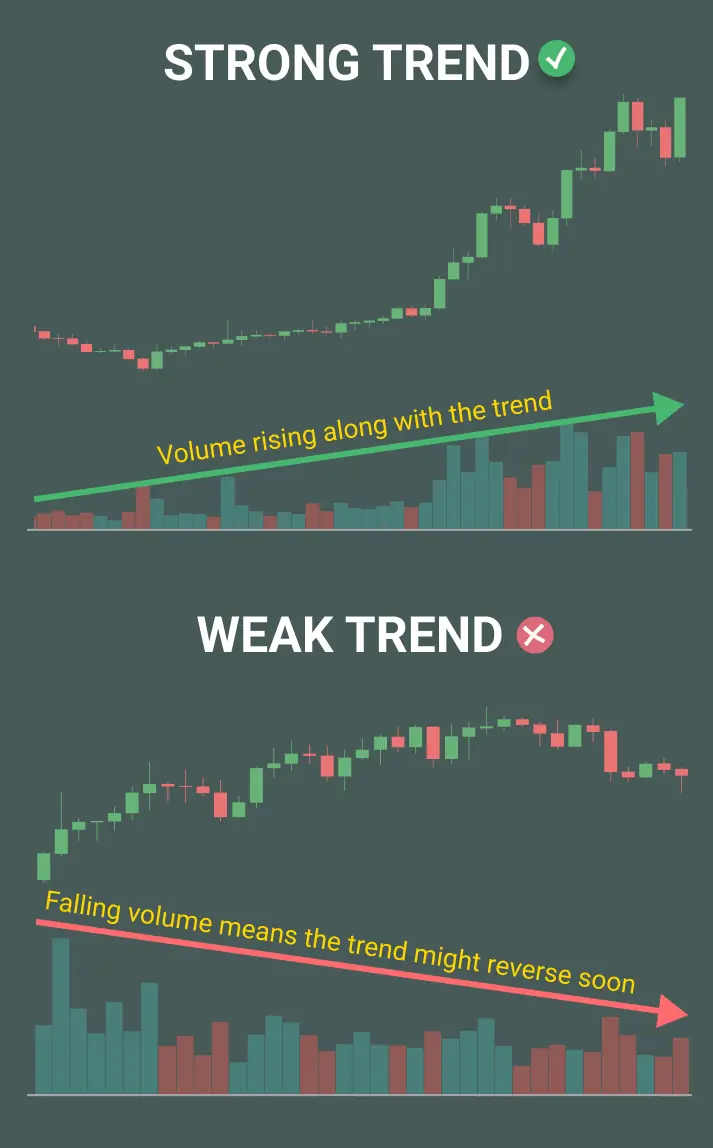 STRONG TREND
Volume rising along with the trend
WEAK TREND
Falling volume means the trend might reverse soon